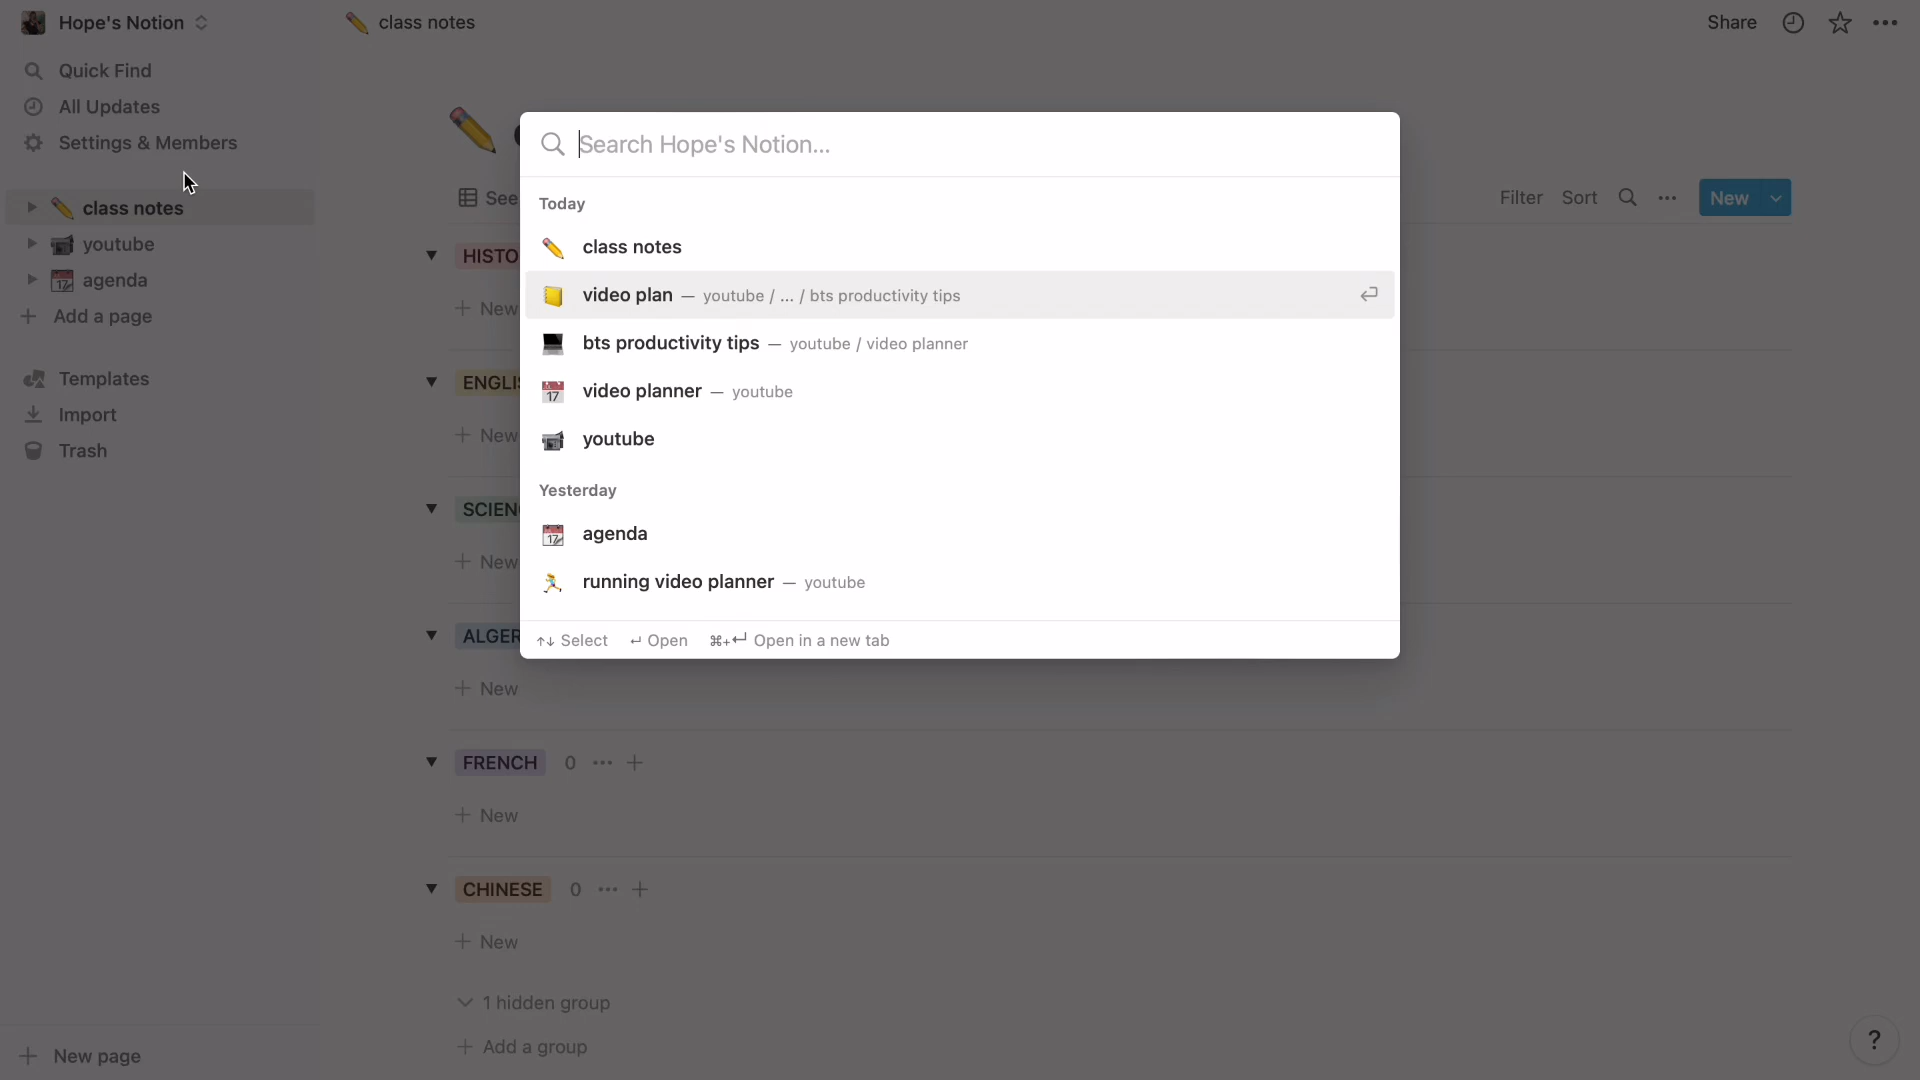 Hope's Notion
class notes
Share
Quick Find
All Updates
Settings & Members
class notes
youtube
agenda
Add a page
Templates
Import
Trash
New page
See
Filter Sort New
HISTO
New
ENGLIS
New
SCIEN
New
ALGER
New
FRENCH 0
New
CHINESE 0
New
1 hidden group
Add a group
?
Search Hope's Notion...
Today
class notes
video plan — youtube / ... / bts productivity tips
bts productivity tips — youtube / video planner
video planner — youtube
youtube
Yesterday
agenda
running video planner — youtube
↑↓ Select ↵ Open ⌘+↵ Open in a new tab